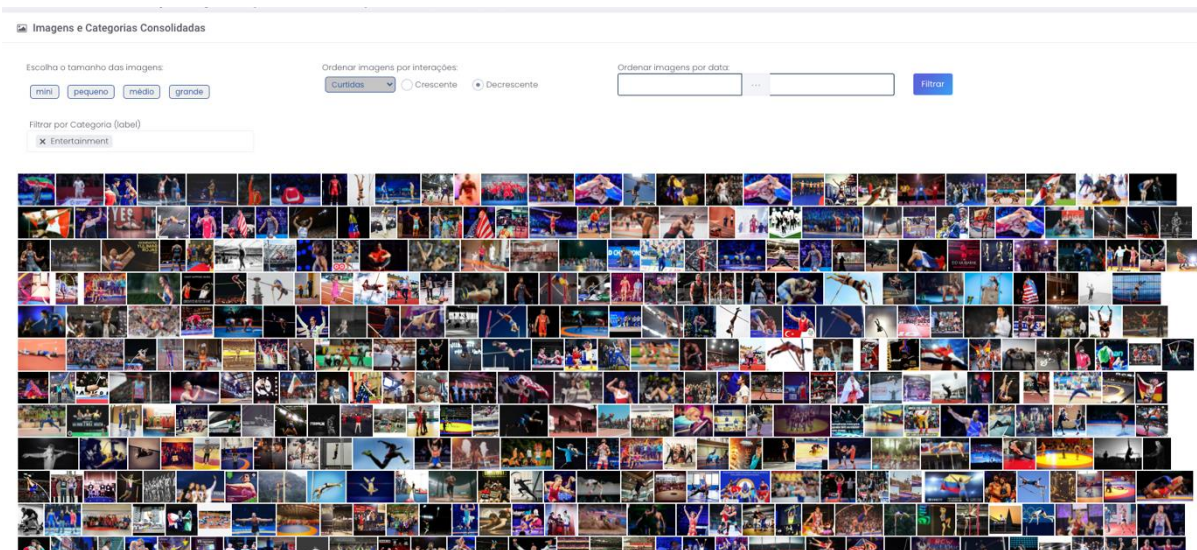 Imagens e Categorias Consolidadas
Escolha o tamanho das imagens:
Ordenar imagens por interações:
Ordenar imagens por data:
mini pequeno médio grande
Curtidas Crescente Decrescente
... Filtrar
Filtrar por Categoria (label)
x Entertainment
YES